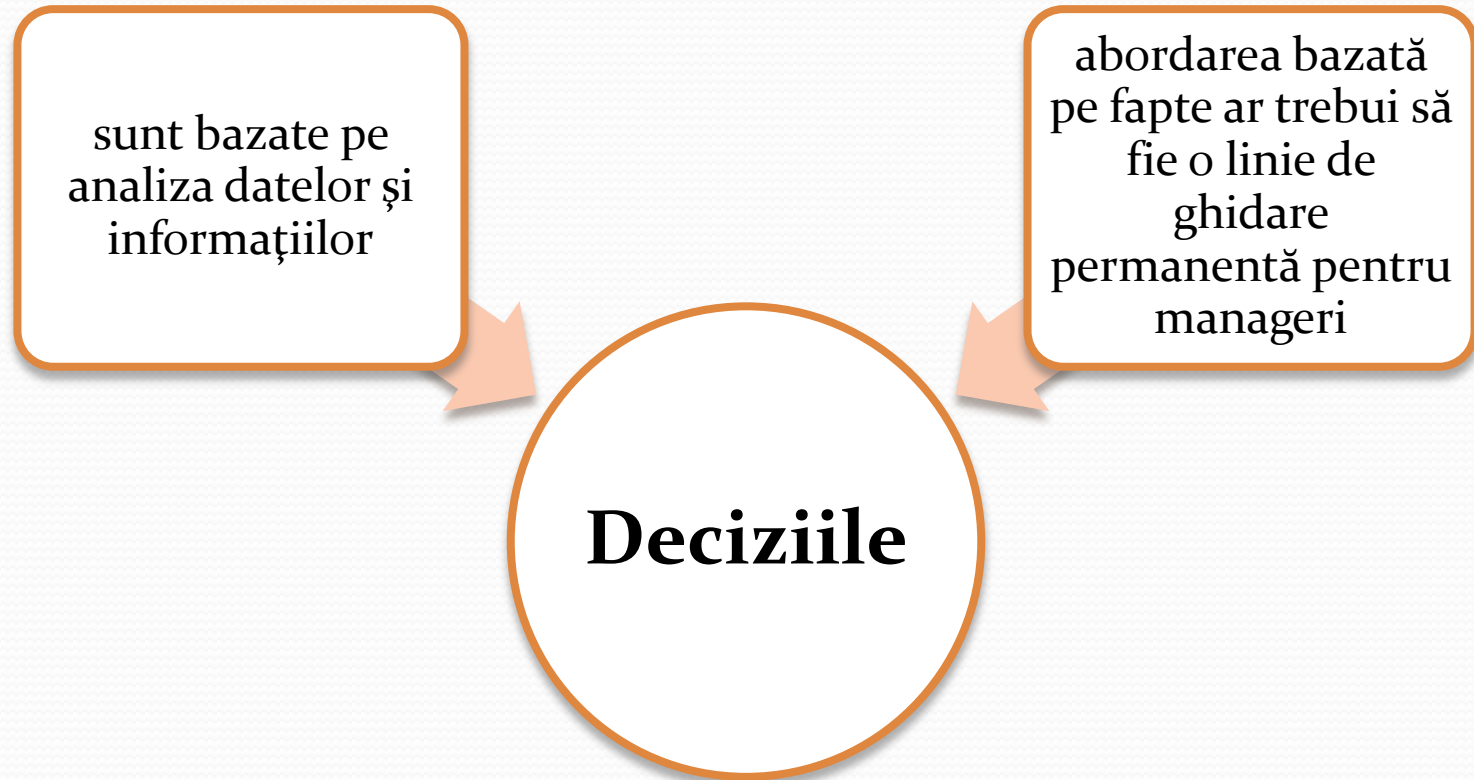 sunt bazate pe
analiza datelor şi
informaţiilor
abordarea bazată
pe fapte ar trebui să
fie o linie de
ghidare
permanentă pentru
manageri
Deciziile